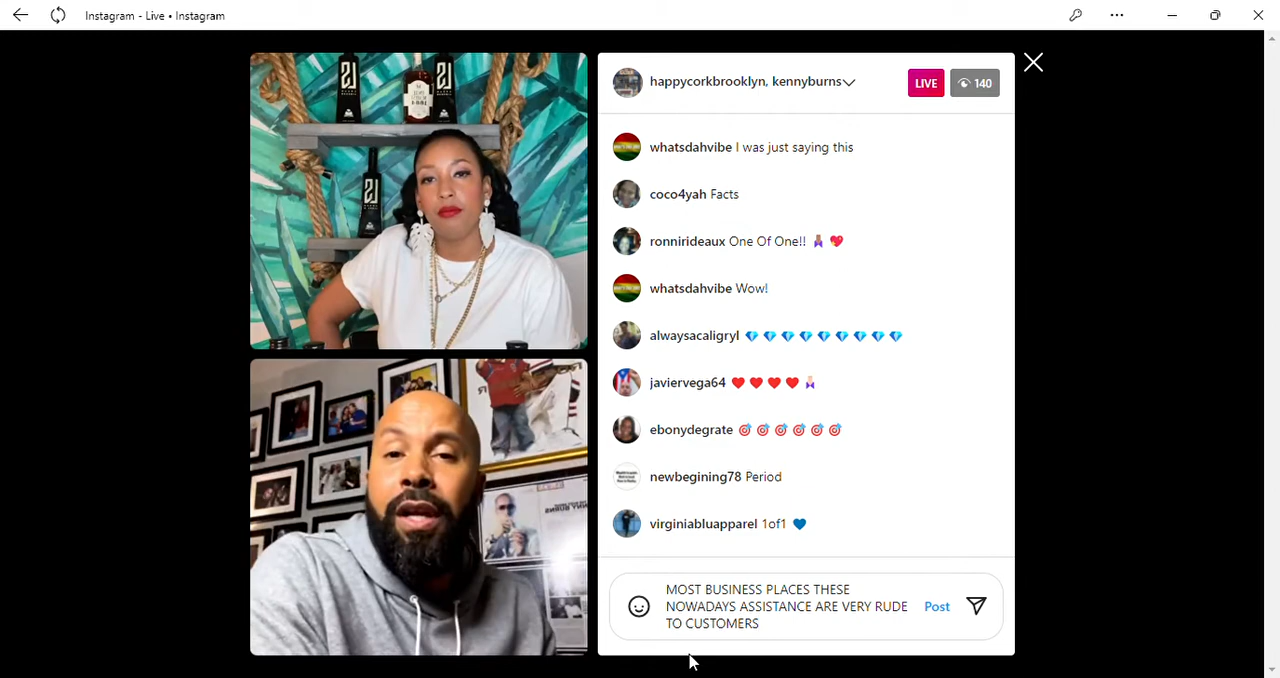 Instagram - Live • Instagram
happycorkbrooklyn, kennyburns
LIVE
140
whatsdahvibe I was just saying this
coco4yah Facts
ronnirideaux One Of One!!
whatsdahvibe Wow!
alwaysacaligryl
javiervega64
ebonydegrate
newbegining78 Period
virginiabluapparel 1of1
MOST BUSINESS PLACES THESE
NOWADAYS ASSISTANCE ARE VERY RUDE
TO CUSTOMERS
Post